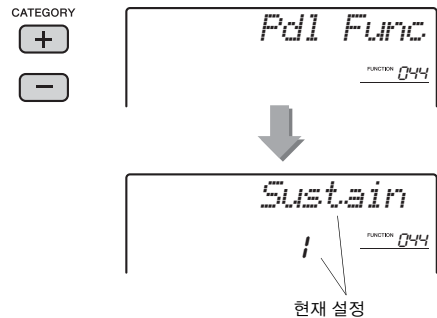 CATEGORY
+
−
Pdl Func
FUNCTION 044
Sustain
1
FUNCTION 044
현재 설정